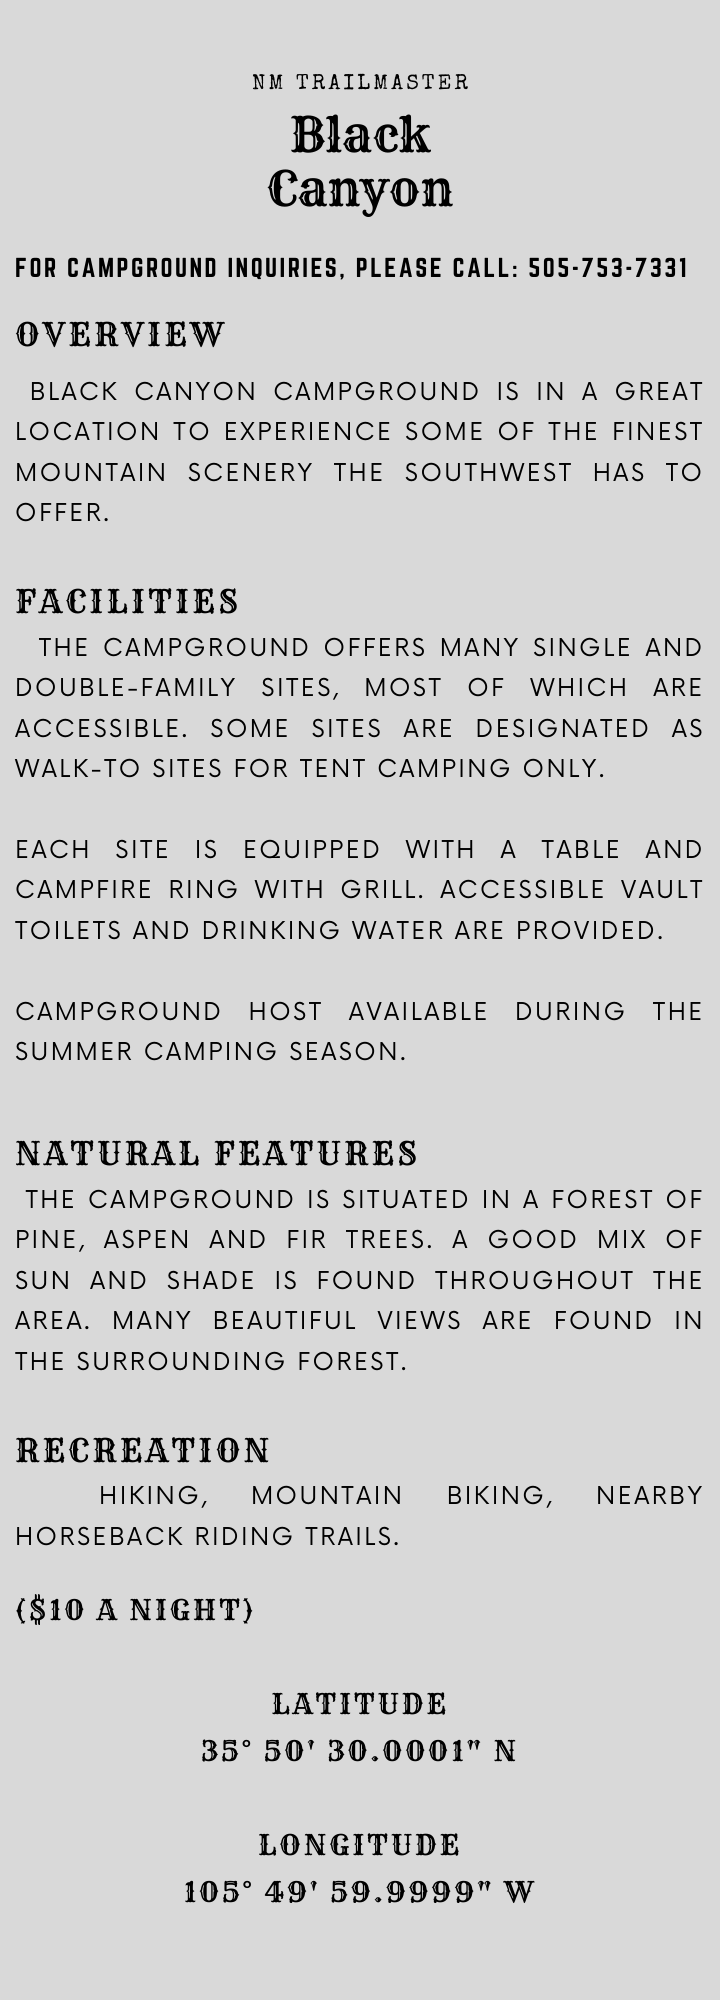 NM TRAILMASTER
Black
Canyon
FOR CAMPGROUND INQUIRIES, PLEASE CALL: 505-753-7331
OVERVIEW
BLACK CANYON CAMPGROUND IS IN A GREAT
LOCATION TO EXPERIENCE SOME OF THE FINEST
MOUNTAIN SCENERY THE SOUTHWEST HAS TO
OFFER.
FACILITIES
THE CAMPGROUND OFFERS MANY SINGLE AND
DOUBLE-FAMILY SITES, MOST OF WHICH ARE
ACCESSIBLE. SOME SITES ARE DESIGNATED AS
WALK-TO SITES FOR TENT CAMPING ONLY.
EACH SITE IS EQUIPPED WITH A TABLE AND
CAMPFIRE RING WITH GRILL. ACCESSIBLE VAULT
TOILETS AND DRINKING WATER ARE PROVIDED.
CAMPGROUND HOST AVAILABLE DURING THE
SUMMER CAMPING SEASON.
NATURAL FEATURES
THE CAMPGROUND IS SITUATED IN A FOREST OF
PINE, ASPEN AND FIR TREES. A GOOD MIX OF
SUN AND SHADE IS FOUND THROUGHOUT THE
AREA. MANY BEAUTIFUL VIEWS ARE FOUND IN
THE SURROUNDING FOREST.
RECREATION
HIKING, MOUNTAIN BIKING, NEARBY
HORSEBACK RIDING TRAILS.
($10 A NIGHT)
LATITUDE
35° 50' 30.0001" N
LONGITUDE
105° 49' 59.9999" W